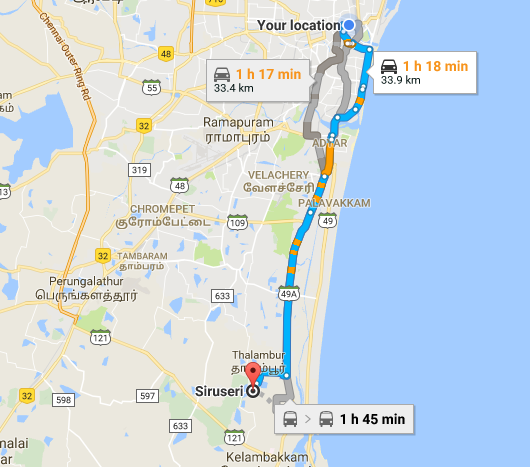 Your location
Chennai Outer Ring Rd
48
716
1 h 17 min
33.4 km
1 h 18 min
33.9 km
55
32
Ramapuram
ராமாபுரம்
ADYAR
319
48
VELACHERY
வேளச்சேரி
CHROMEPET
குரோம்பேட்டை
PALAVAKKAM
109
49
32
TAMBARAM
தாம்பரம்
Perungalathur
பெருங்களத்தூர்
633
49A
121
Thalambur
Siruseri
1 h 45 min
32
598
597
633
121
malai
Kelambakkam